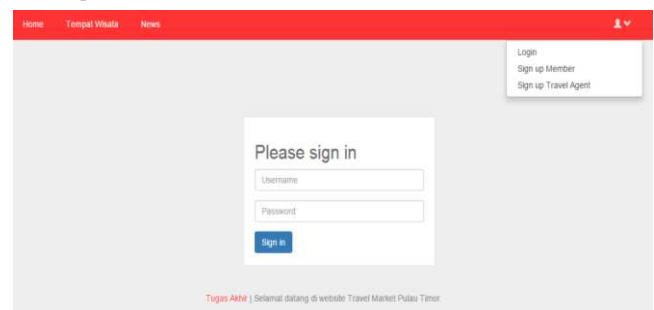 Home Tempat Wisata News
Login
Sign up Member
Sign up Travel Agent
Please sign in
Username
Password
Sign in
Tugas Akhir | Selamat datang di website Travel Market Pulau Timor